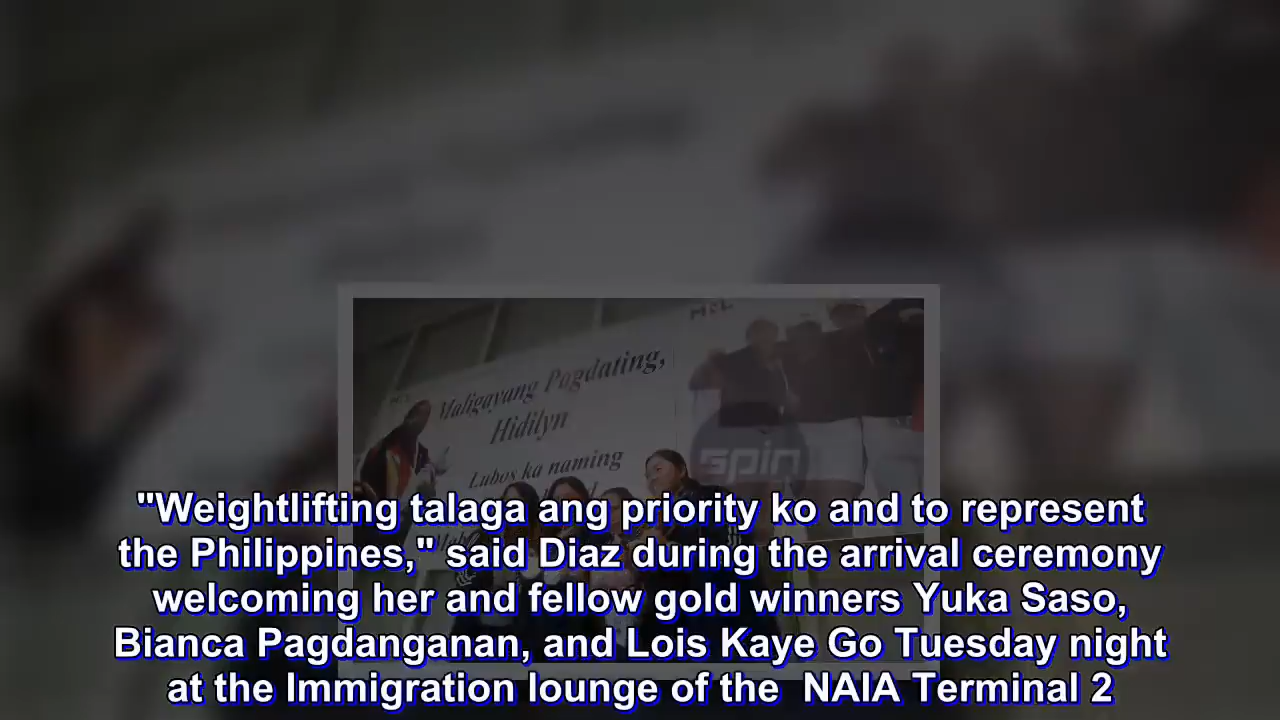 M&L
Maligayang Pagdating,
Hidilyn
Lubos ka naming
spin
"Weightlifting talaga ang priority ko and to represent
the Philippines," said Diaz during the arrival ceremony
welcoming her and fellow gold winners Yuka Saso,
Bianca Pagdanganan, and Lois Kaye Go Tuesday night
at the Immigration lounge of the NAIA Terminal 2